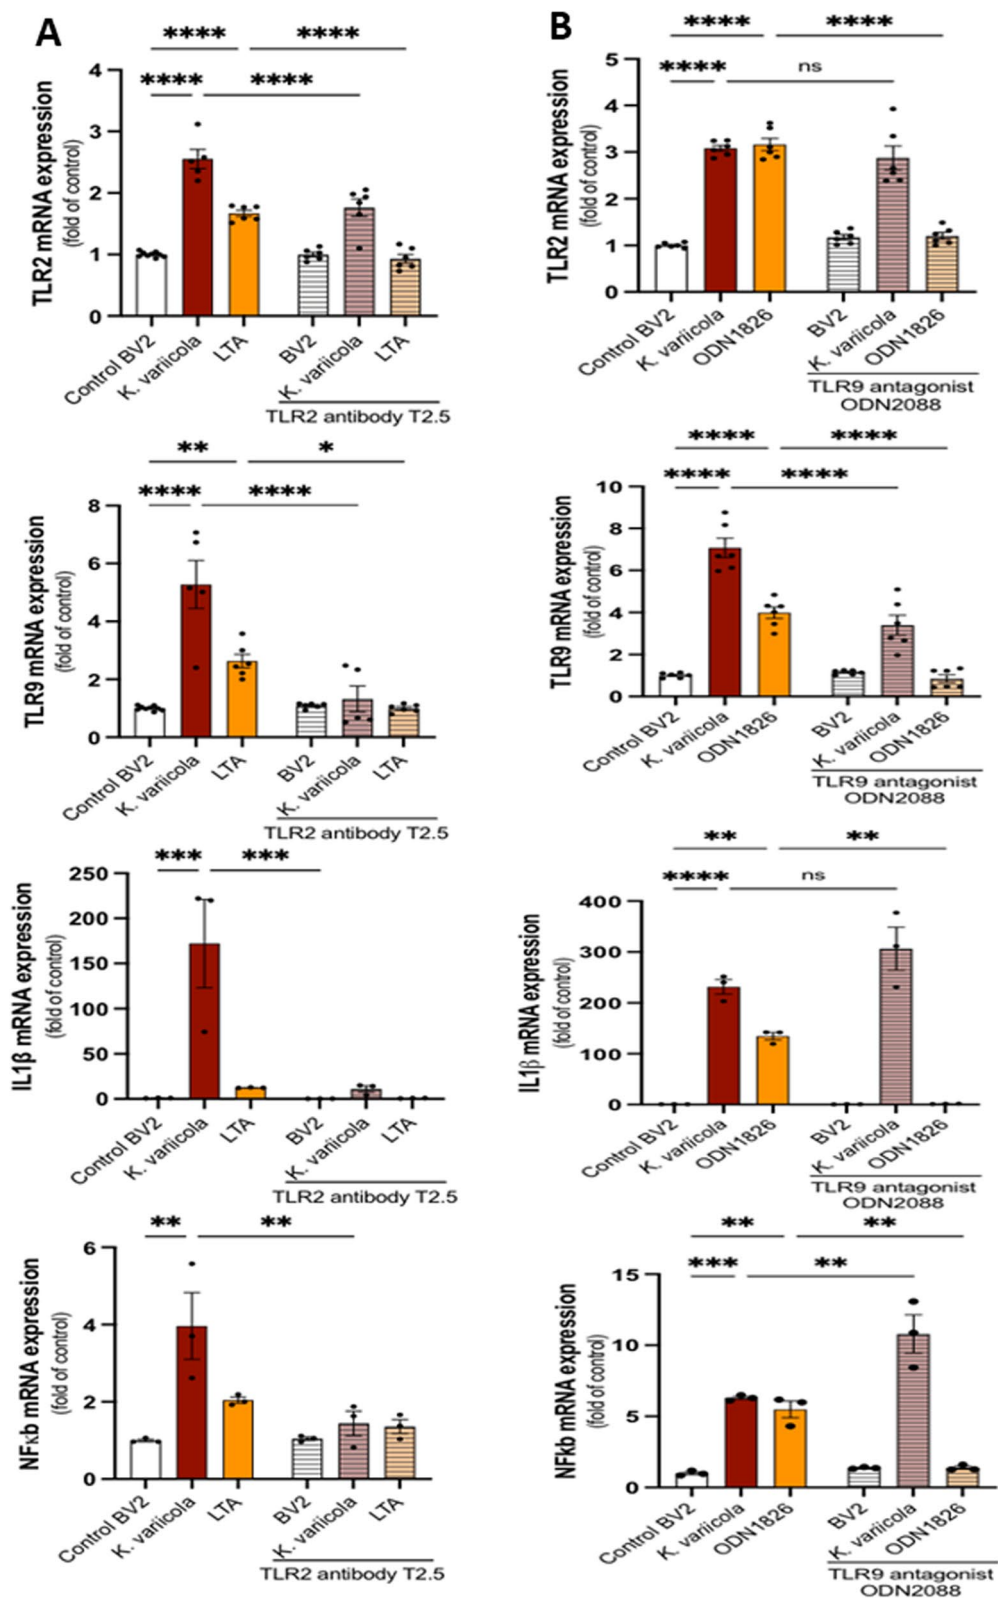 A
**** ****
**** ****
TLR2 mRNA expression
(fold of control)
4
3
2
1
0
Control BV2
K. variicola
LTA
BV2
K. variicola
LTA
TLR2 antibody T2.5
** *
**** ****
TLR9 mRNA expression
(fold of control)
8
6
4
2
0
Control BV2
K. variicola
LTA
BV2
K. variicola
LTA
TLR2 antibody T2.5
*** ***
IL1β mRNA expression
(fold of control)
250
200
150
100
50
0
Control BV2
K. variicola
LTA
BV2
K. variicola
LTA
TLR2 antibody T2.5
** **
NFκb mRNA expression
(fold of control)
6
4
2
0
Control BV2
K. variicola
LTA
BV2
K. variicola
LTA
TLR2 antibody T2.5
B
**** ****
**** ns
TLR2 mRNA expression
(fold of control)
5
4
3
2
1
0
Control BV2
K. variicola
ODN1826
BV2
K. variicola
ODN1826
TLR9 antagonist
ODN2088
**** ****
**** ****
TLR9 mRNA expression
(fold of control)
10
8
6
4
2
0
Control BV2
K. variicola
ODN1826
BV2
K. variicola
ODN1826
TLR9 antagonist
ODN2088
** **
**** ns
IL1β mRNA expression
(fold of control)
400
300
200
100
0
Control BV2
K. variicola
ODN1826
BV2
K. variicola
ODN1826
TLR9 antagonist
ODN2088
** **
*** **
NFκb mRNA expression
(fold of control)
15
10
5
0
Control BV2
K. variicola
ODN1826
BV2
K. variicola
ODN1826
TLR9 antagonist
ODN2088